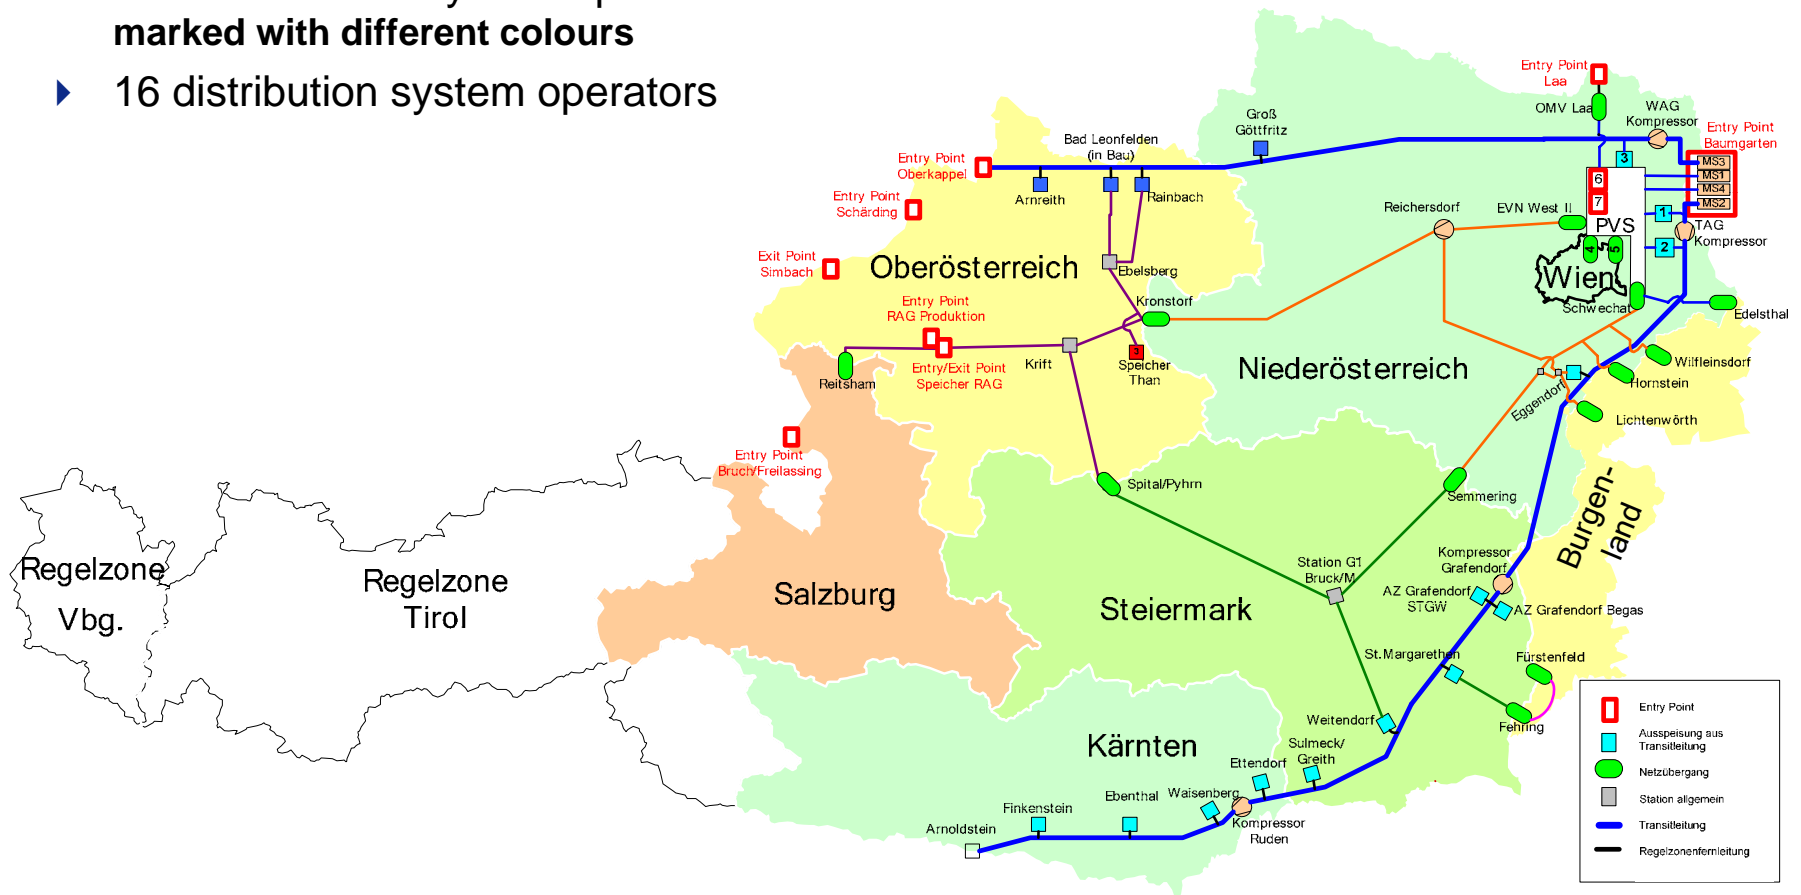 marked with different colours
16 distribution system operators
Entry Point
Laa
OMV Laa
WAG
Kompressor
Entry Point
Baumgarten
MS3
MS1
MS4
MS2
3
6
7
1
2
PVS
4
5
Wien
TAG
Kompressor
Schwechat
Edelsthal
EVN West II
Reichersdorf
Groß
Göttfritz
Bad Leonfelden
(in Bau)
Entry Point
Oberkappel
Arnreith
Rainbach
Entry Point
Schärding
Exit Point
Simbach
Oberösterreich
Ebelsberg
Kronstorf
Entry Point
RAG Produktion
Krift
Speicher
Than
Entry/Exit Point
Speicher RAG
Reitsham
Niederösterreich
Wilfleinsdorf
Hornstein
Eggendorf
Lichtenwörth
Entry Point
Bruch/Freilassing
Spital/Pyhrn
Semmering
Burgen-
land
Regelzone
Vbg.
Regelzone
Tirol
Salzburg
Steiermark
Station G1
Bruck/M.
Kompressor
Grafendorf
AZ Grafendorf
STGW
AZ Grafendorf Begas
St.Margarethen
Fürstenfeld
Fehring
Weitendorf
Kärnten
Sulmeck/
Greith
Ettendorf
Waisenberg
Ebenthal
Finkenstein
Arnoldstein
Kompressor
Ruden
Entry Point
Ausspeisung aus
Transitleitung
Netzübergang
Station allgemein
Transitleitung
Regelzonenfernleitung